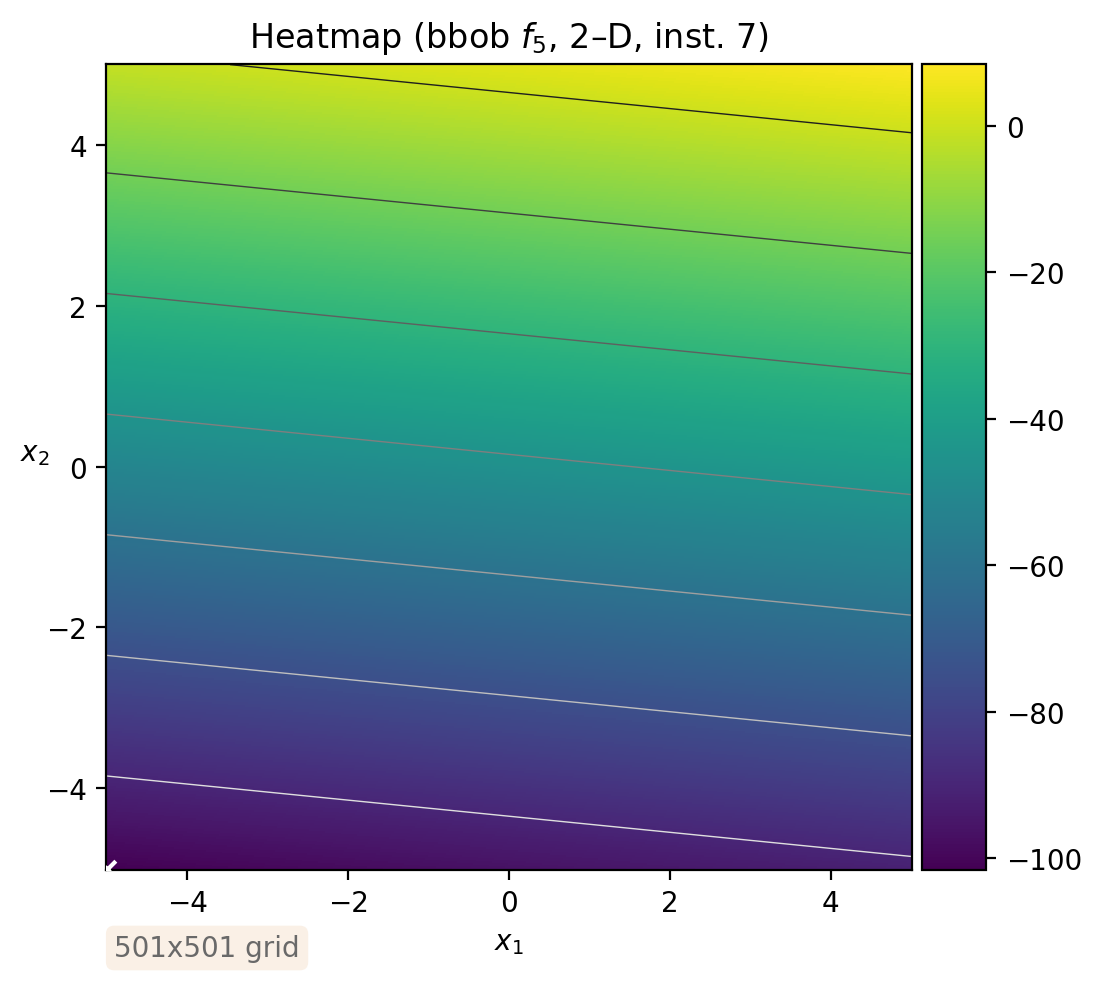 Heatmap (bbob f₅, 2–D, inst. 7)
4
2
0
−2
−4
x₂
−4 −2 0 2 4
x₁
0
−20
−40
−60
−80
−100
501x501 grid